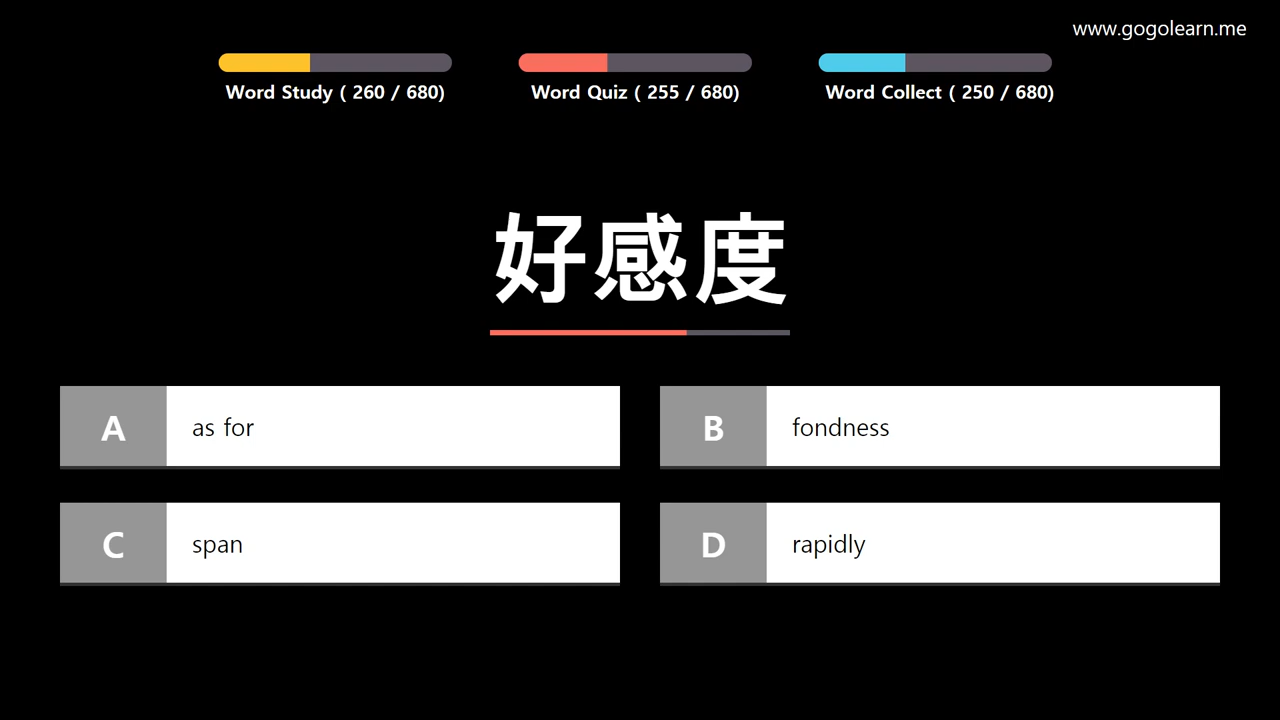 www.gogolearn.me
Word Study ( 260 / 680)
Word Quiz ( 255 / 680)
Word Collect ( 250 / 680)
好感度
A as for
B fondness
C span
D rapidly